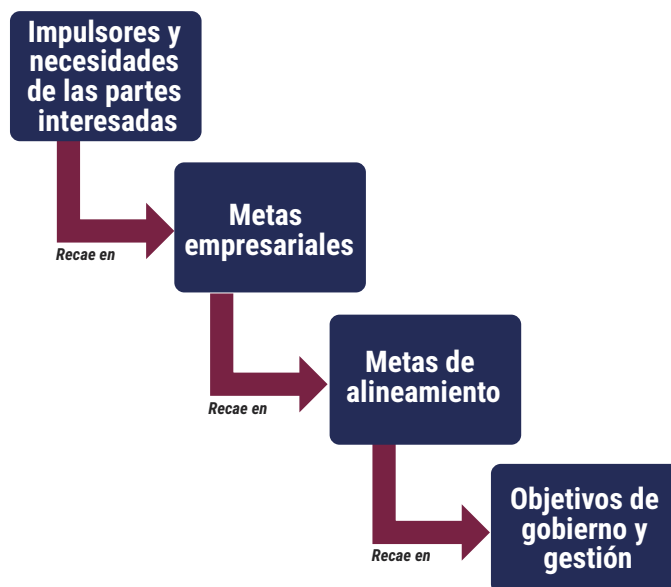 Impulsores y
necesidades
de las partes
interesadas
Recae en
Metas
empresariales
Recae en
Metas de
alineamiento
Recae en
Objetivos de
gobierno y
gestión